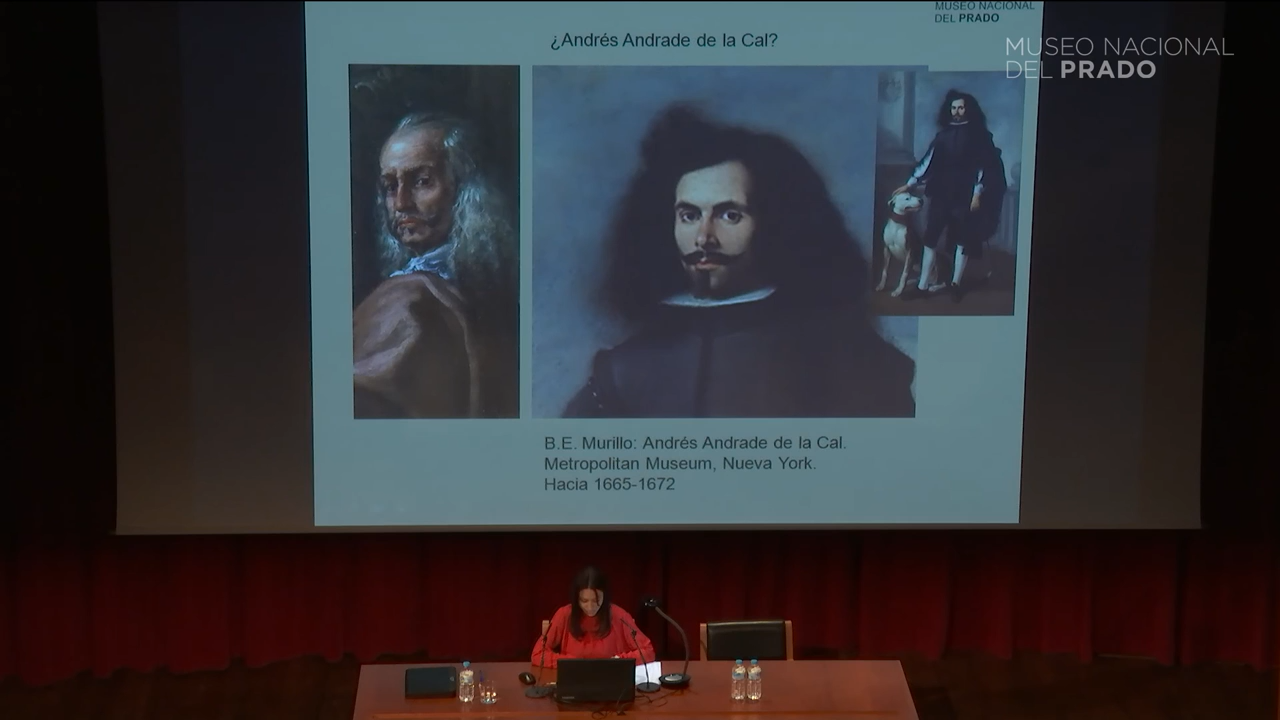 MUSEO NACIONAL
DEL PRADO
¿Andrés Andrade de la Cal?
MUSEO NACIONAL
DEL PRADO
B.E. Murillo: Andrés Andrade de la Cal.
Metropolitan Museum, Nueva York.
Hacia 1665-1672